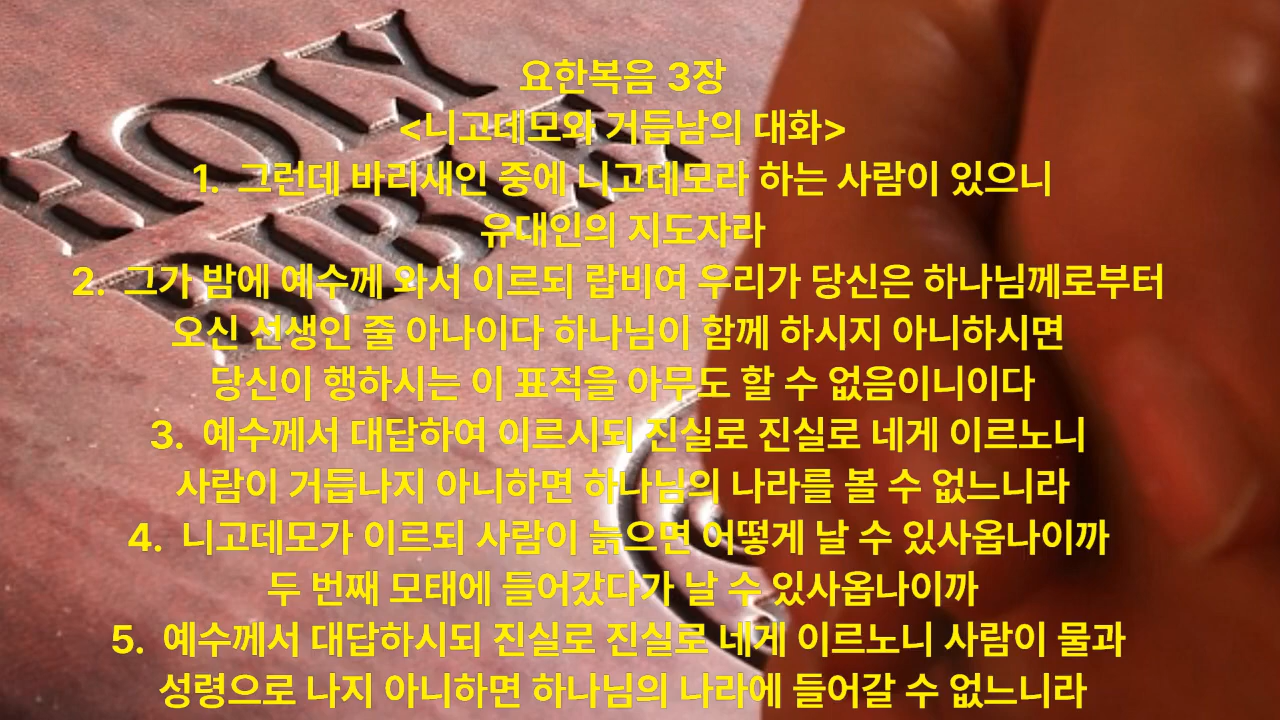 HOLY
BIBLE
요한복음 3장
<니고데모와 거듭남의 대화>
1. 그런데 바리새인 중에 니고데모라 하는 사람이 있으니
유대인의 지도자라
2. 그가 밤에 예수께 와서 이르되 랍비여 우리가 당신은 하나님께로부터
오신 선생인 줄 아나이다 하나님이 함께 하시지 아니하시면
당신이 행하시는 이 표적을 아무도 할 수 없음이니이다
3. 예수께서 대답하여 이르시되 진실로 진실로 네게 이르노니
사람이 거듭나지 아니하면 하나님의 나라를 볼 수 없느니라
4. 니고데모가 이르되 사람이 늙으면 어떻게 날 수 있사옵나이까
두 번째 모태에 들어갔다가 날 수 있사옵나이까
5. 예수께서 대답하시되 진실로 진실로 네게 이르노니 사람이 물과
성령으로 나지 아니하면 하나님의 나라에 들어갈 수 없느니라